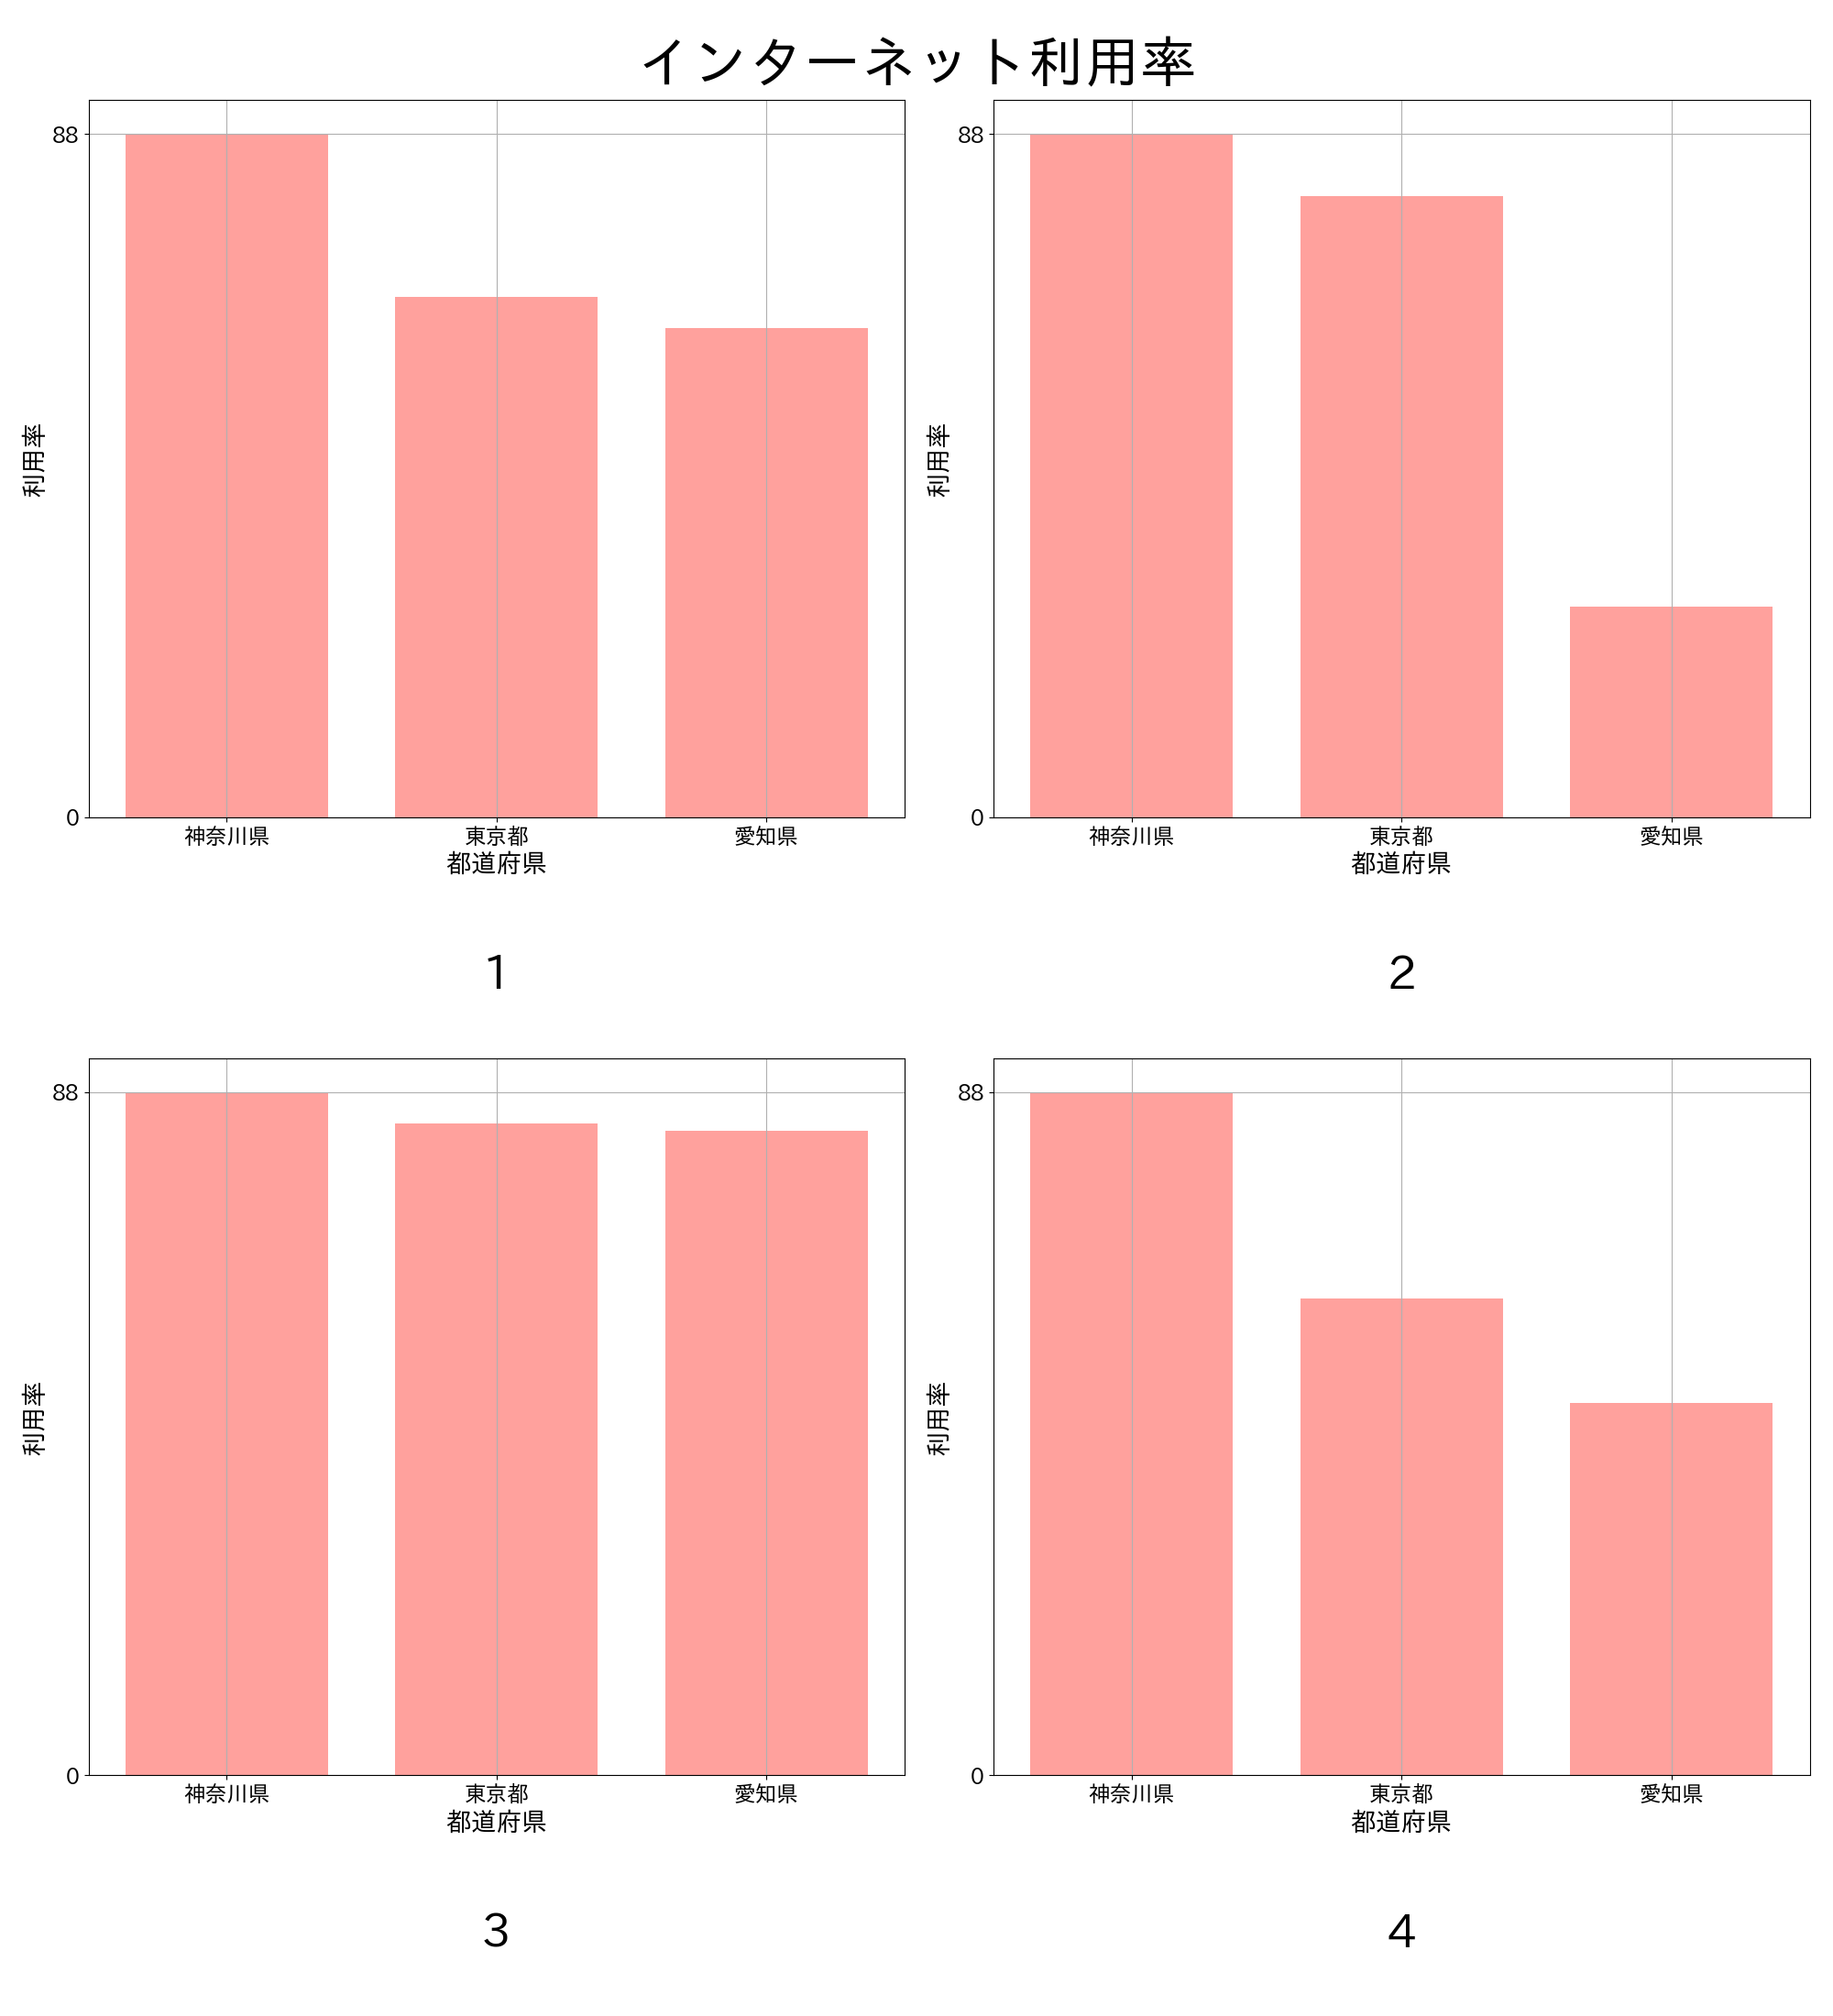 インターネット利用率
88
0
利用率
神奈川県 東京都 愛知県
都道府県
1
88
0
利用率
神奈川県 東京都 愛知県
都道府県
2
88
0
利用率
神奈川県 東京都 愛知県
都道府県
3
88
0
利用率
神奈川県 東京都 愛知県
都道府県
4